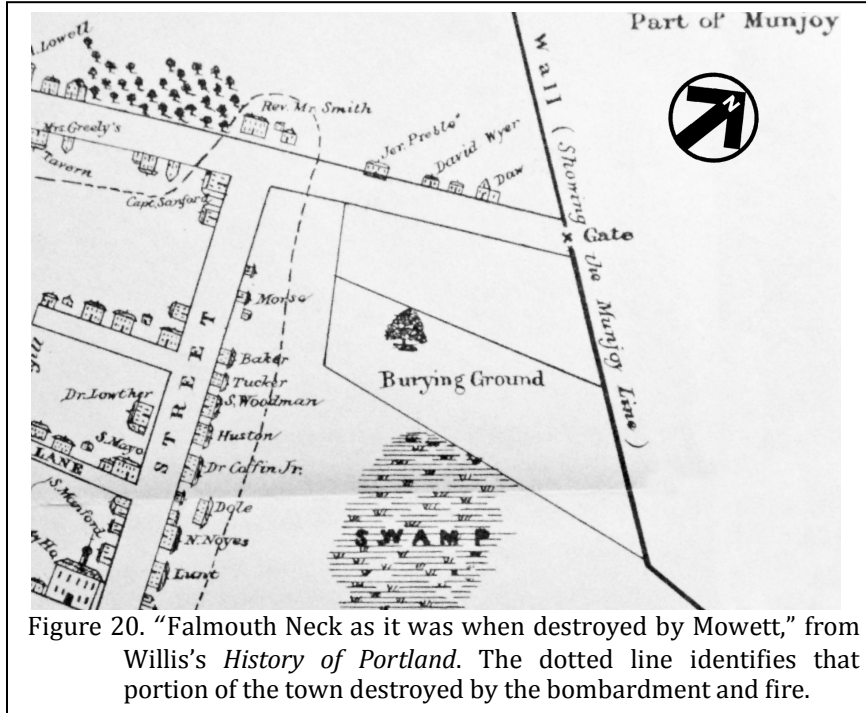 Part of Munjoy
Lowell
Rev. Mr. Smith
N
Wall (Showing the Munjoy Line)
Mrs. Greely's
Tavern
Jer. Preble
David Wyer
Daw
Capt. Sanford
Gate
STREET
Morse
Baker
Tucker
S. Woodman
Burying Ground
Dr. Lowther
Huston
S. Mayo
LANE
Dr Coffin Jr.
S. Munford
Dole
SWAMP
N. Noyes
Lunt
Figure 20. “Falmouth Neck as it was when destroyed by Mowett,” from
Willis’s History of Portland. The dotted line identifies that
portion of the town destroyed by the bombardment and fire.